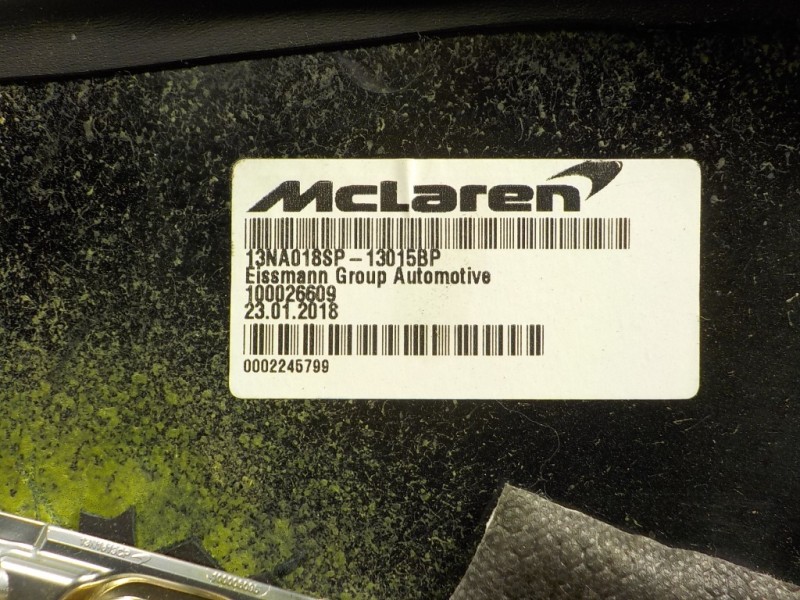 McLaren
13NA018SP-13015BP
Eissmann Group Automotive
100026609
23.01.2018
0002245799